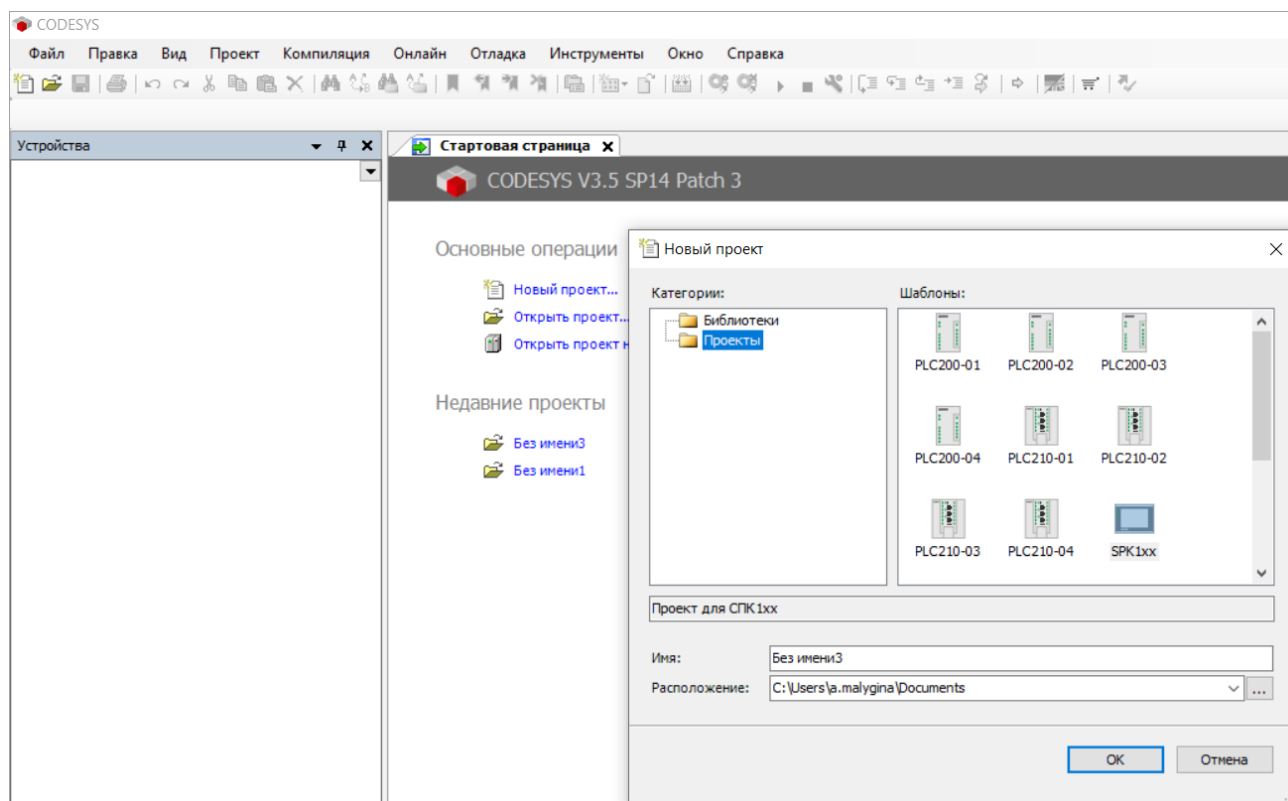 CODESYS
Файл Правка Вид Проект Компиляция Онлайн Отладка Инструменты Окно Справка
Устройства
Стартовая страница
CODESYS V3.5 SP14 Patch 3
Основные операции
Новый проект...
Открыть проект...
Открыть проект
Недавние проекты
Без имени3
Без имени1
Новый проект
Категории:
Библиотеки
Проекты
Шаблоны:
PLC200-01 PLC200-02 PLC200-03
PLC200-04 PLC210-01 PLC210-02
PLC210-03 PLC210-04 SPK1xx
Проект для СПК1xx
Имя: Без имени3
Расположение: C:\Users\a.malygina\Documents
...
ОК Отмена